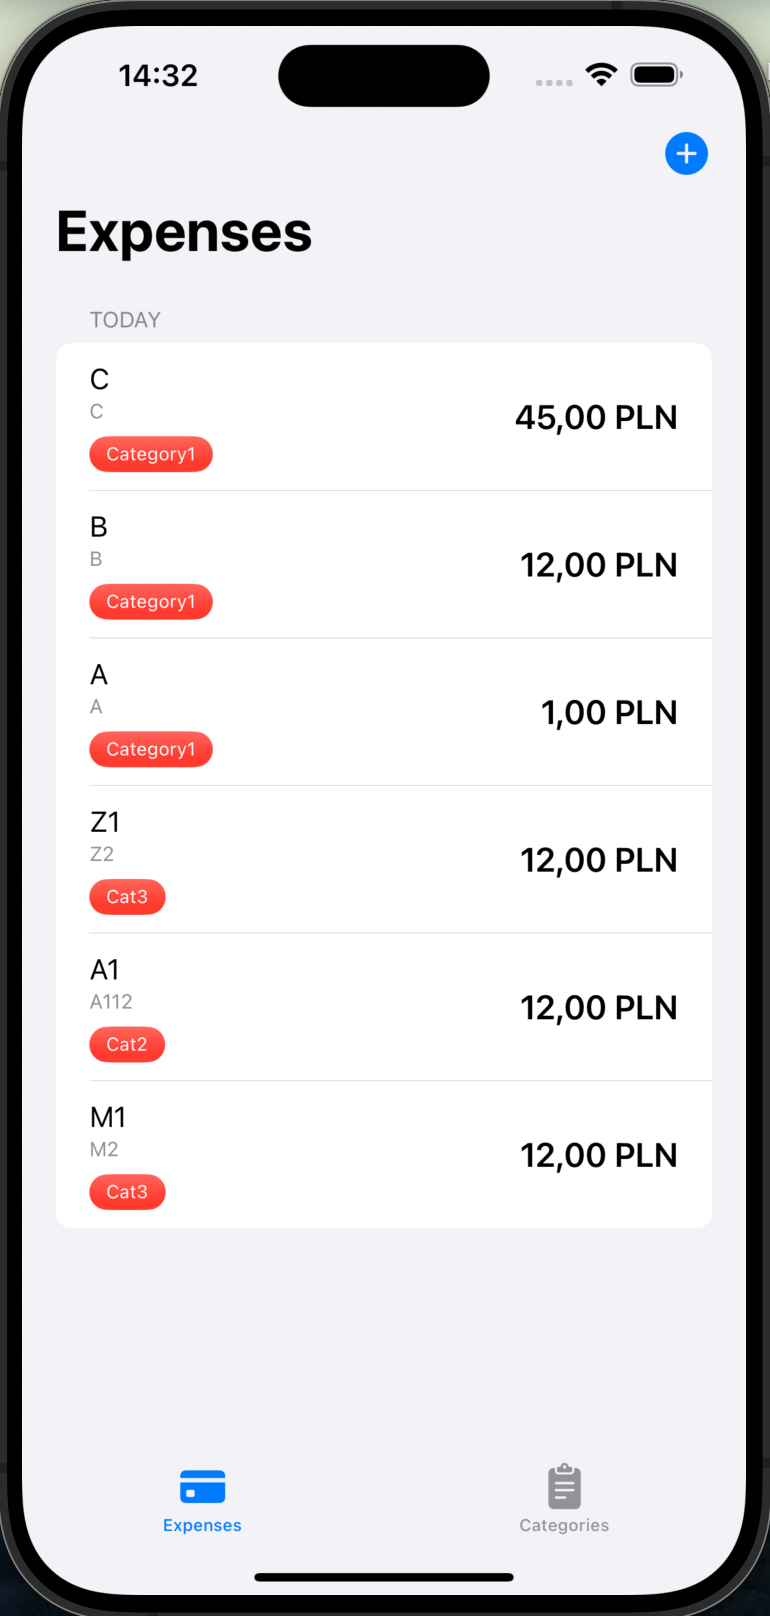 14:32
Expenses
TODAY
C
C
45,00 PLN
Category1
B
B
12,00 PLN
Category1
A
A
1,00 PLN
Category1
Z1
Z2
12,00 PLN
Cat3
A1
A112
12,00 PLN
Cat2
M1
M2
12,00 PLN
Cat3
Expenses
Categories